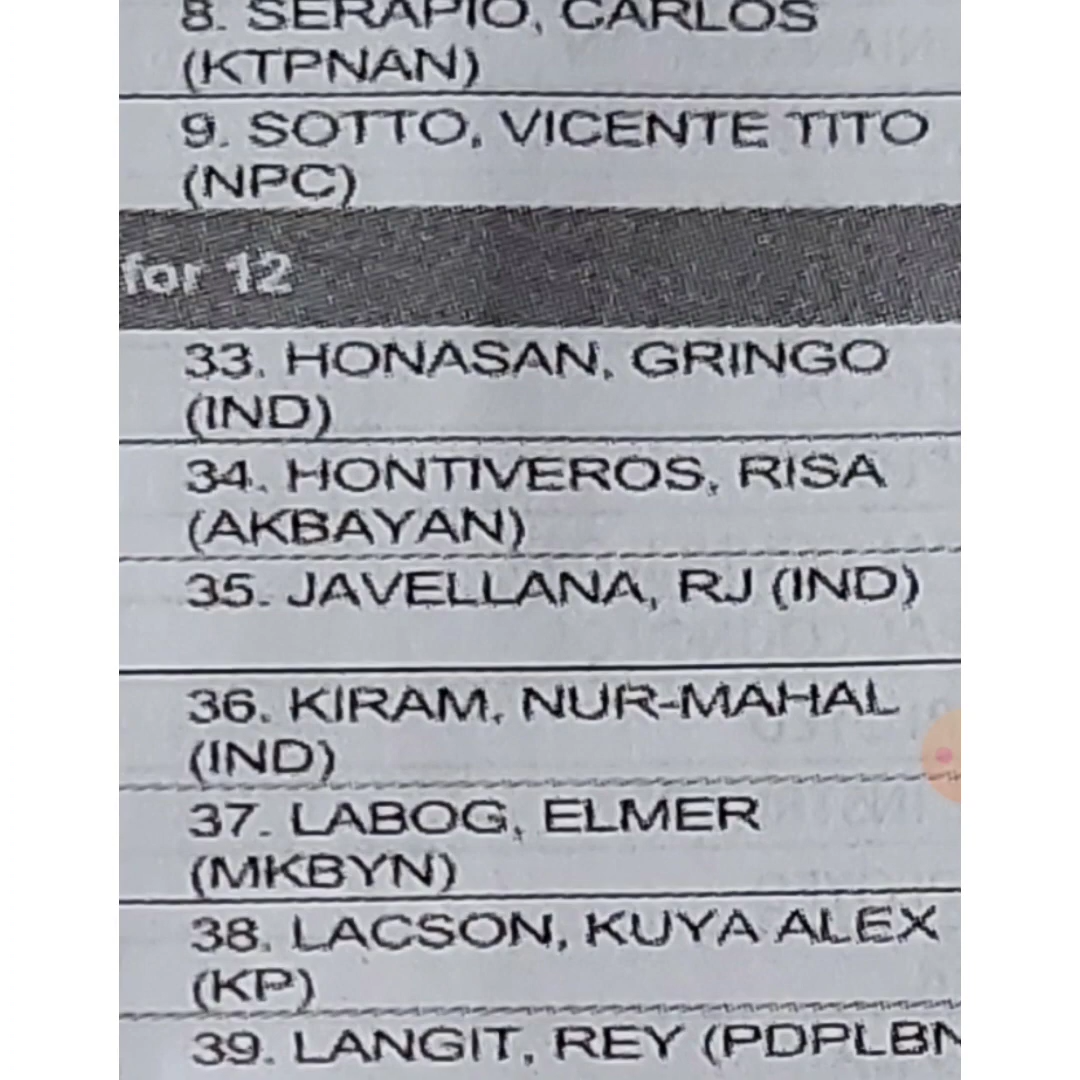 8. SERAPIO, CARLOS
(KTPNAN)
9. SOTTO, VICENTE TITO
(NPC)
for 12
33. HONASAN, GRINGO
(IND)
34. HONTIVEROS, RISA
(AKBAYAN)
35. JAVELLANA, RJ (IND)
36. KIRAM, NUR-MAHAL
(IND)
37. LABOG, ELMER
(MKBYN)
38. LACSON, KUYA ALEX
(KP)
39. LANGIT, REY (PDPLBN